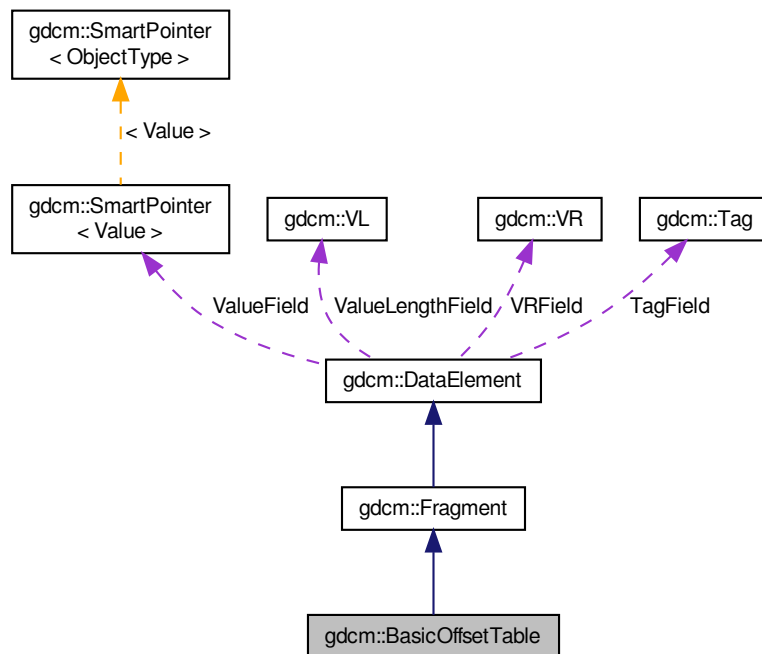 gdcm::SmartPointer
< ObjectType >
< Value >
gdcm::SmartPointer
< Value >
gdcm::VL
gdcm::VR
gdcm::Tag
ValueField
ValueLengthField
VRField
TagField
gdcm::DataElement
gdcm::Fragment
gdcm::BasicOffsetTable